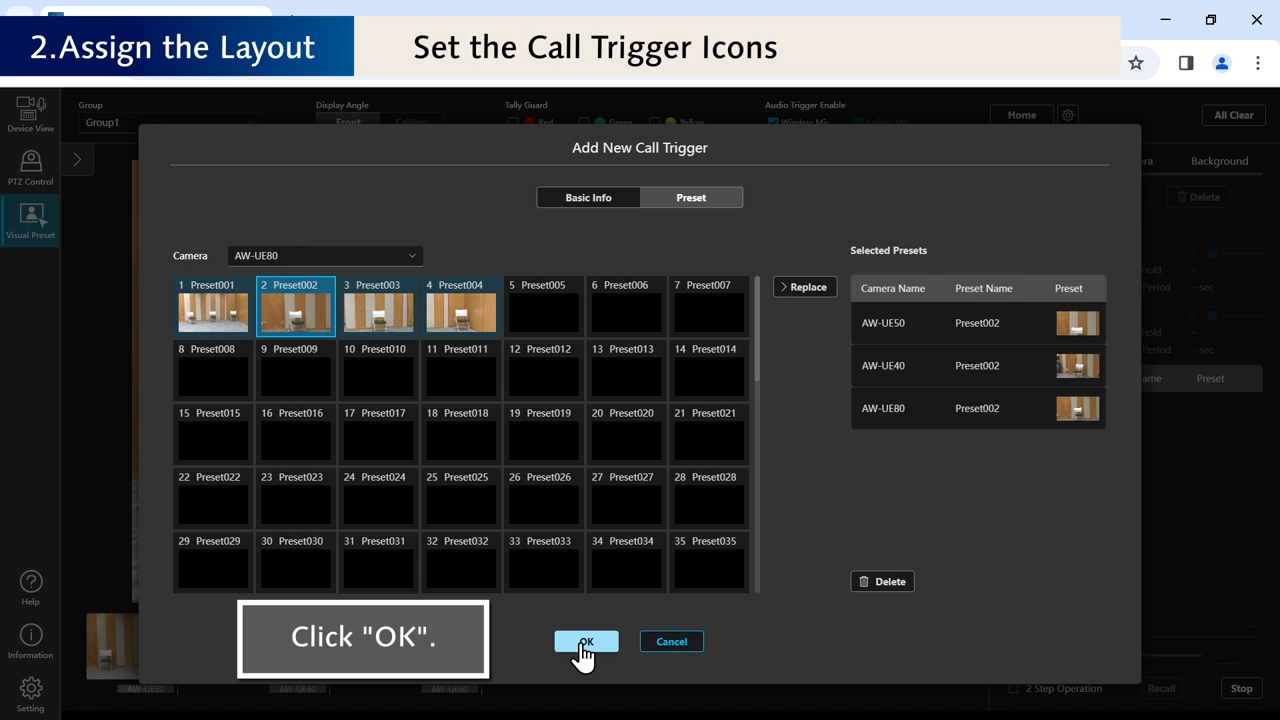 2.Assign the Layout
Set the Call Trigger Icons
Group
Display Angle
Tally Guard
Audio Trigger Enable
Device View
Group1
Front
Ceiling
Red
Green
Yellow
Wireless Mic
Ceiling Mic
Home
All Clear
PTZ Control
Visual Preset
Help
Information
Setting
Add New Call Trigger
Basic Info
Preset
Camera
AW-UE80
1 Preset001
2 Preset002
3 Preset003
4 Preset004
5 Preset005
6 Preset006
7 Preset007
8 Preset008
9 Preset009
10 Preset010
11 Preset011
12 Preset012
13 Preset013
14 Preset014
15 Preset015
16 Preset016
17 Preset017
18 Preset018
19 Preset019
20 Preset020
21 Preset021
22 Preset022
23 Preset023
24 Preset024
25 Preset025
26 Preset026
27 Preset027
28 Preset028
29 Preset029
30 Preset030
31 Preset031
32 Preset032
33 Preset033
34 Preset034
35 Preset035
Replace
Selected Presets
Camera Name Preset Name Preset
AW-UE50 Preset002
AW-UE40 Preset002
AW-UE80 Preset002
Delete
Click "OK".
OK
Cancel
Background
Delete
- sec
- sec
Preset
AW-UE50
AW-UE40
AW-UE80
2 Step Operation
Recall
Stop